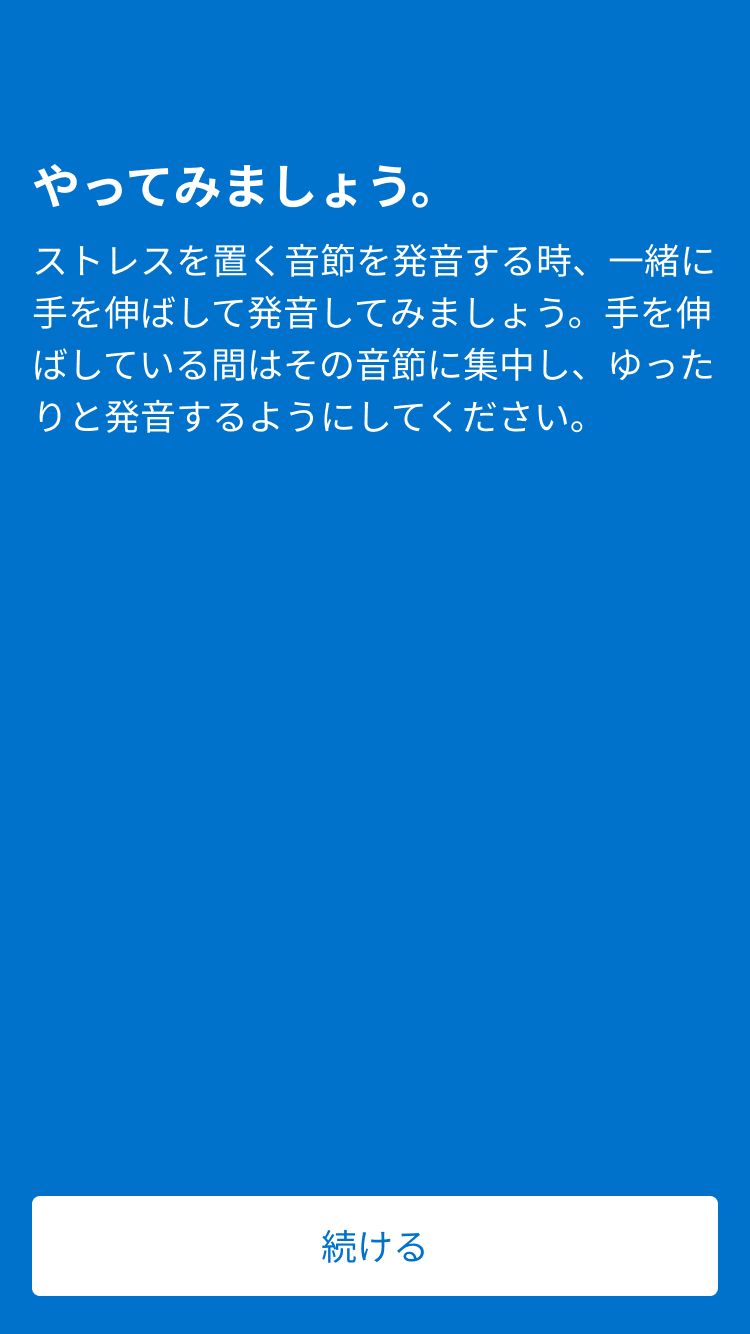 やってみましょう。
ストレスを置く音節を発音する時、一緒に
手を伸ばして発音してみましょう。手を伸
ばしている間はその音節に集中し、ゆった
りと発音するようにしてください。
続ける